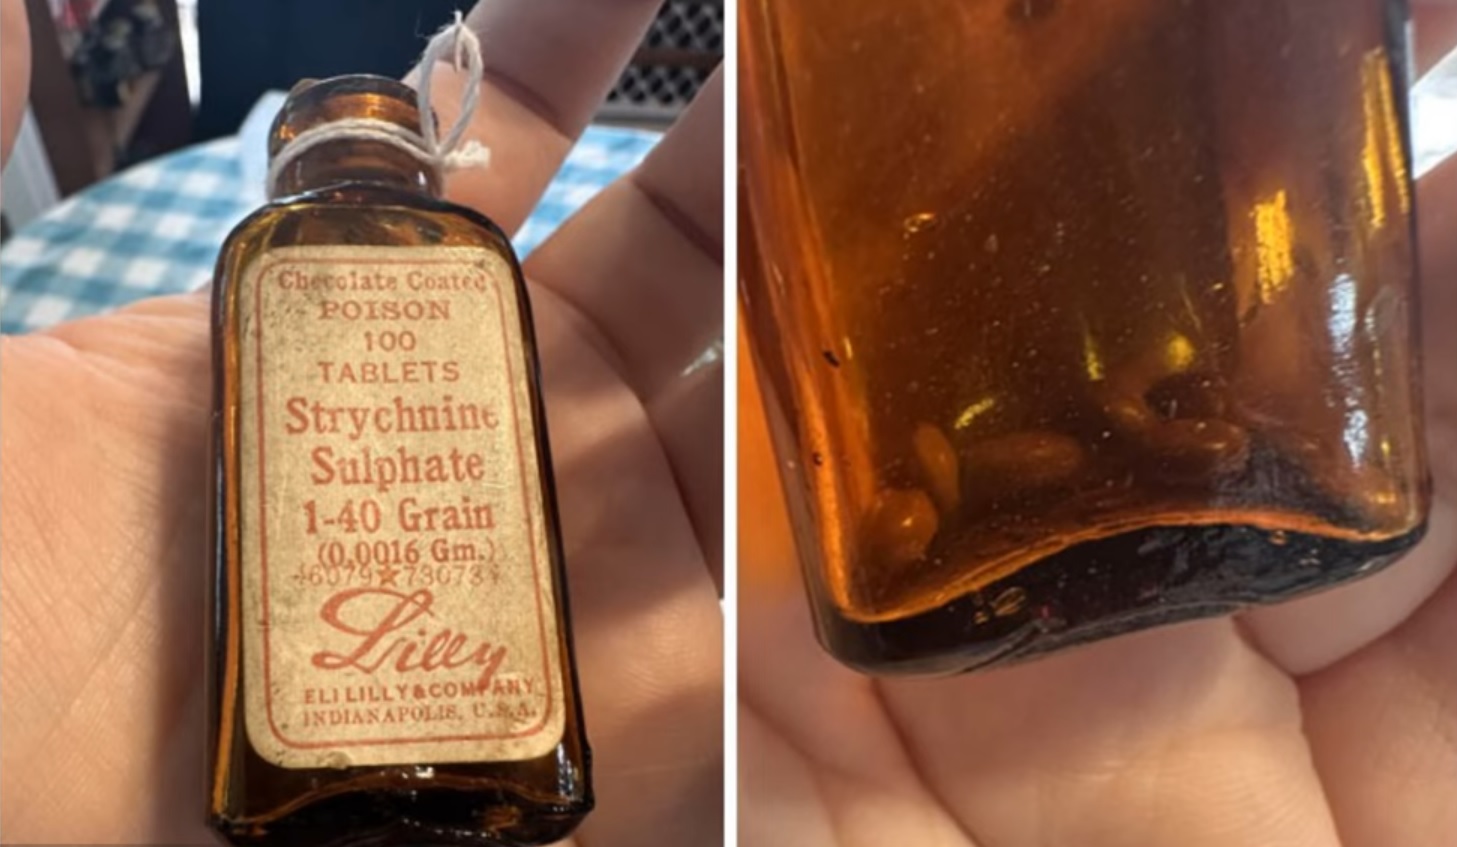 Chocolate Coated
POISON
100
TABLETS
Strychnine
Sulphate
1-40 Grain
(0.0016 Gm.)
Lilly
ELI LILLY & COMPANY
INDIANAPOLIS, U.S.A.